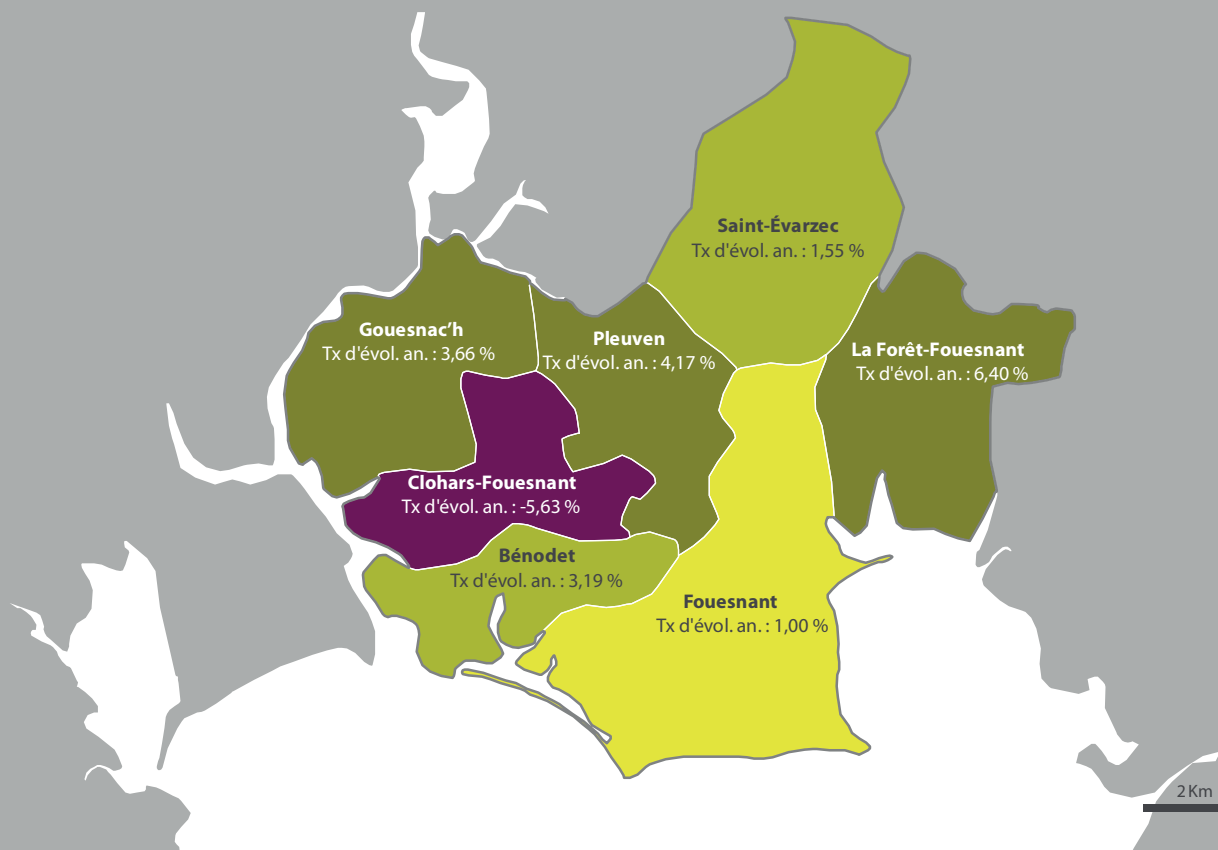 Saint-Évarzec
Tx d'évol. an. : 1,55 %
Gouesnac’h
Tx d'évol. an. : 3,66 %
Pleuven
Tx d'évol. an. : 4,17 %
La Forêt-Fouesnant
Tx d'évol. an. : 6,40 %
Clohars-Fouesnant
Tx d'évol. an. : -5,63 %
Bénodet
Tx d'évol. an. : 3,19 %
Fouesnant
Tx d'évol. an. : 1,00 %
2 Km